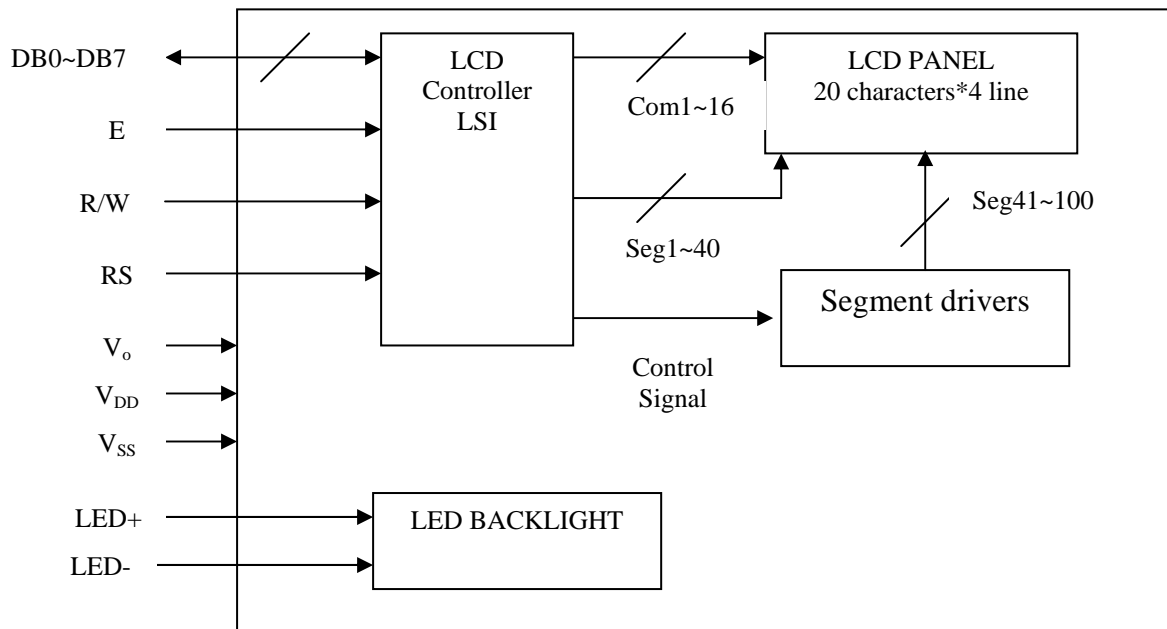 DB0~DB7
E
R/W
RS
Vo
VDD
VSS
LED+
LED-
LCD
Controller
LSI
Com1~16
Seg1~40
Control
Signal
LCD PANEL
20 characters*4 line
Seg41~100
Segment drivers
LED BACKLIGHT